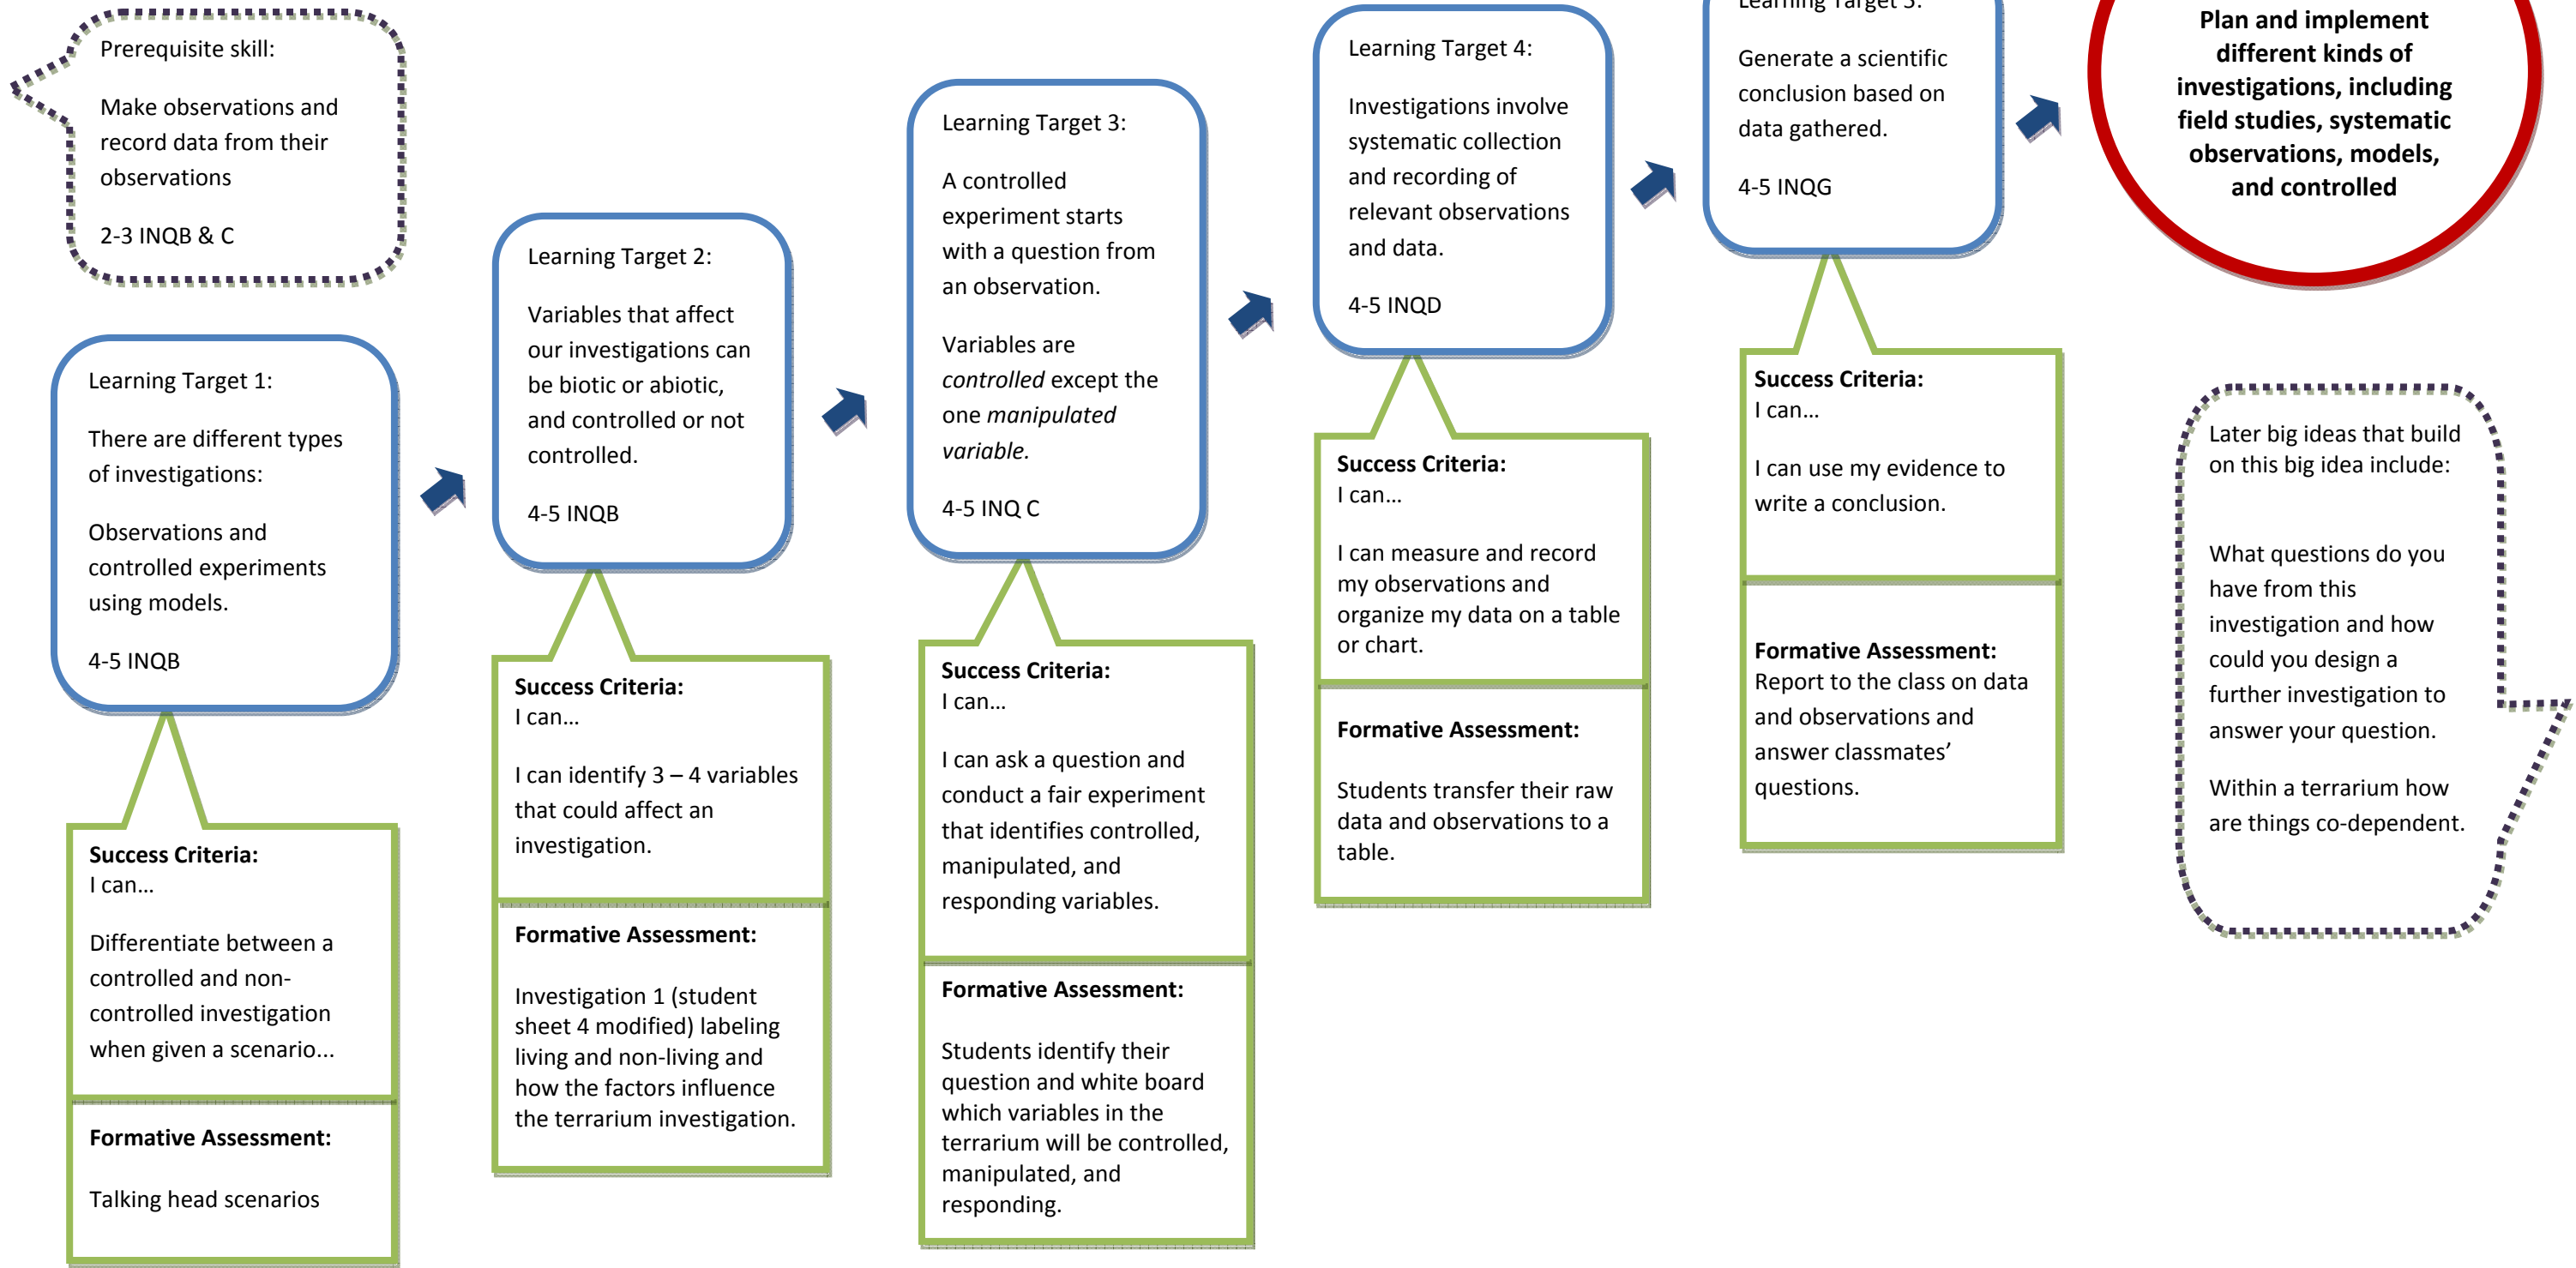 Prerequisite skill:
Make observations and
record data from their
observations
2-3 INQB & C
Learning Target 1:
There are different types
of investigations:
Observations and
controlled experiments
using models.
4-5 INQB
Success Criteria:
I can…
Differentiate between a
controlled and non-
controlled investigation
when given a scenario...
Formative Assessment:
Talking head scenarios
Learning Target 2:
Variables that affect
our investigations can
be biotic or abiotic,
and controlled or not
controlled.
4-5 INQB
Success Criteria:
I can…
I can identify 3 – 4 variables
that could affect an
investigation.
Formative Assessment:
Investigation 1 (student
sheet 4 modified) labeling
living and non-living and
how the factors influence
the terrarium investigation.
Learning Target 3:
A controlled
experiment starts
with a question from
an observation.
Variables are
controlled except the
one manipulated
variable.
4-5 INQ C
Success Criteria:
I can…
I can ask a question and
conduct a fair experiment
that identifies controlled,
manipulated, and
responding variables.
Formative Assessment:
Students identify their
question and white board
which variables in the
terrarium will be controlled,
manipulated, and
responding.
Learning Target 4:
Investigations involve
systematic collection
and recording of
relevant observations
and data.
4-5 INQD
Success Criteria:
I can…
I can measure and record
my observations and
organize my data on a table
or chart.
Formative Assessment:
Students transfer their raw
data and observations to a
table.
Learning Target 5:
Generate a scientific
conclusion based on
data gathered.
4-5 INQG
Success Criteria:
I can…
I can use my evidence to
write a conclusion.
Formative Assessment:
Report to the class on data
and observations and
answer classmates’
questions.
Plan and implement
different kinds of
investigations, including
field studies, systematic
observations, models,
and controlled
Later big ideas that build
on this big idea include:
What questions do you
have from this
investigation and how
could you design a
further investigation to
answer your question.
Within a terrarium how
are things co-dependent.